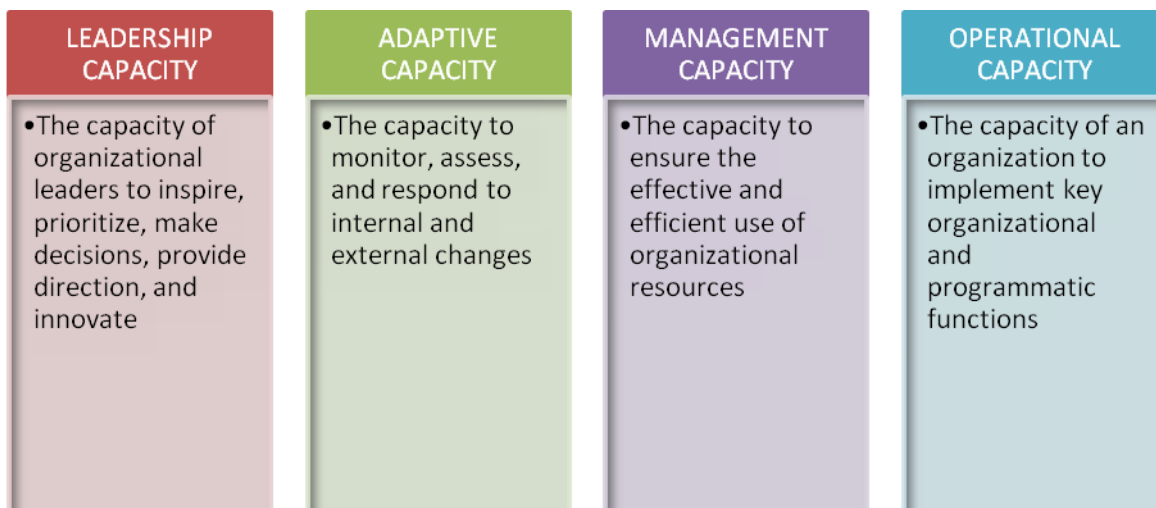 LEADERSHIP
CAPACITY
•The capacity of
organizational
leaders to inspire,
prioritize, make
decisions, provide
direction, and
innovate
ADAPTIVE
CAPACITY
•The capacity to
monitor, assess,
and respond to
internal and
external changes
MANAGEMENT
CAPACITY
•The capacity to
ensure the
effective and
efficient use of
organizational
resources
OPERATIONAL
CAPACITY
•The capacity of an
organization to
implement key
organizational
and
programmatic
functions